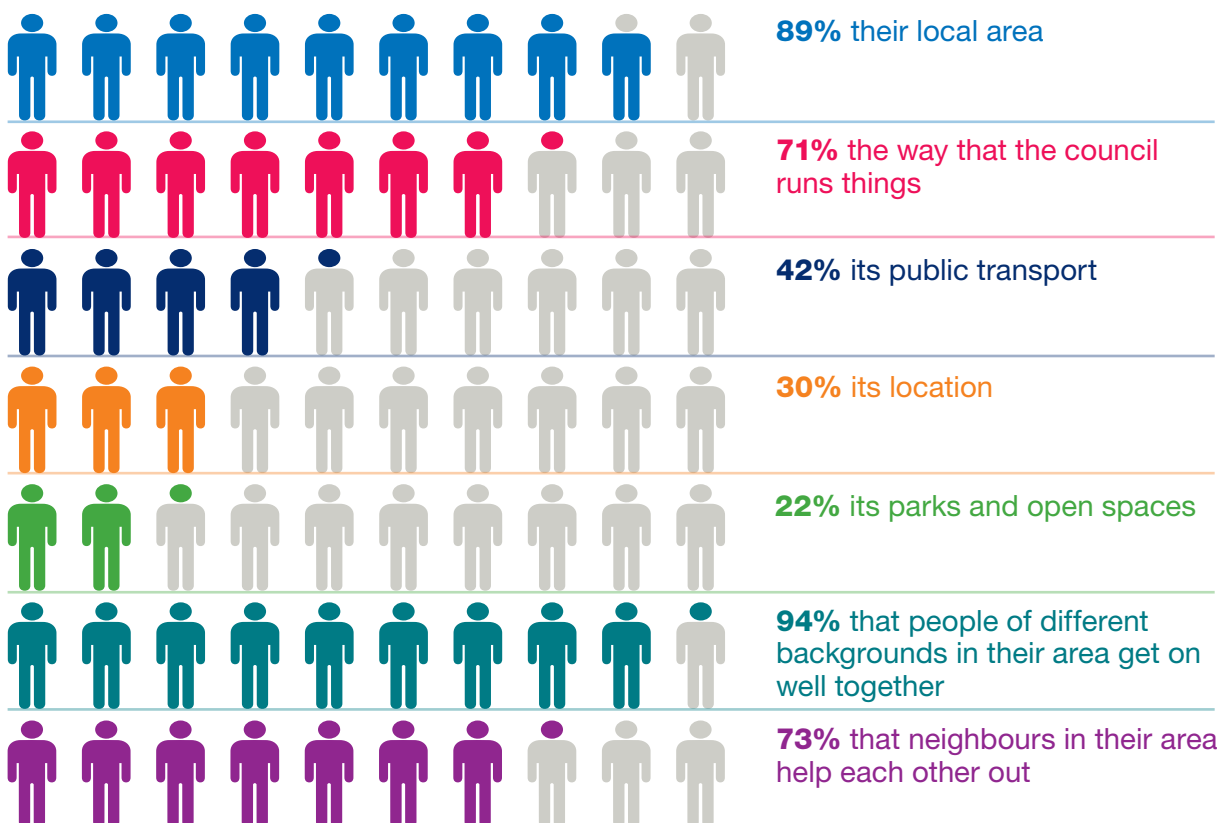 89% their local area
71% the way that the council
runs things
42% its public transport
30% its location
22% its parks and open spaces
94% that people of different
backgrounds in their area get on
well together
73% that neighbours in their area
help each other out